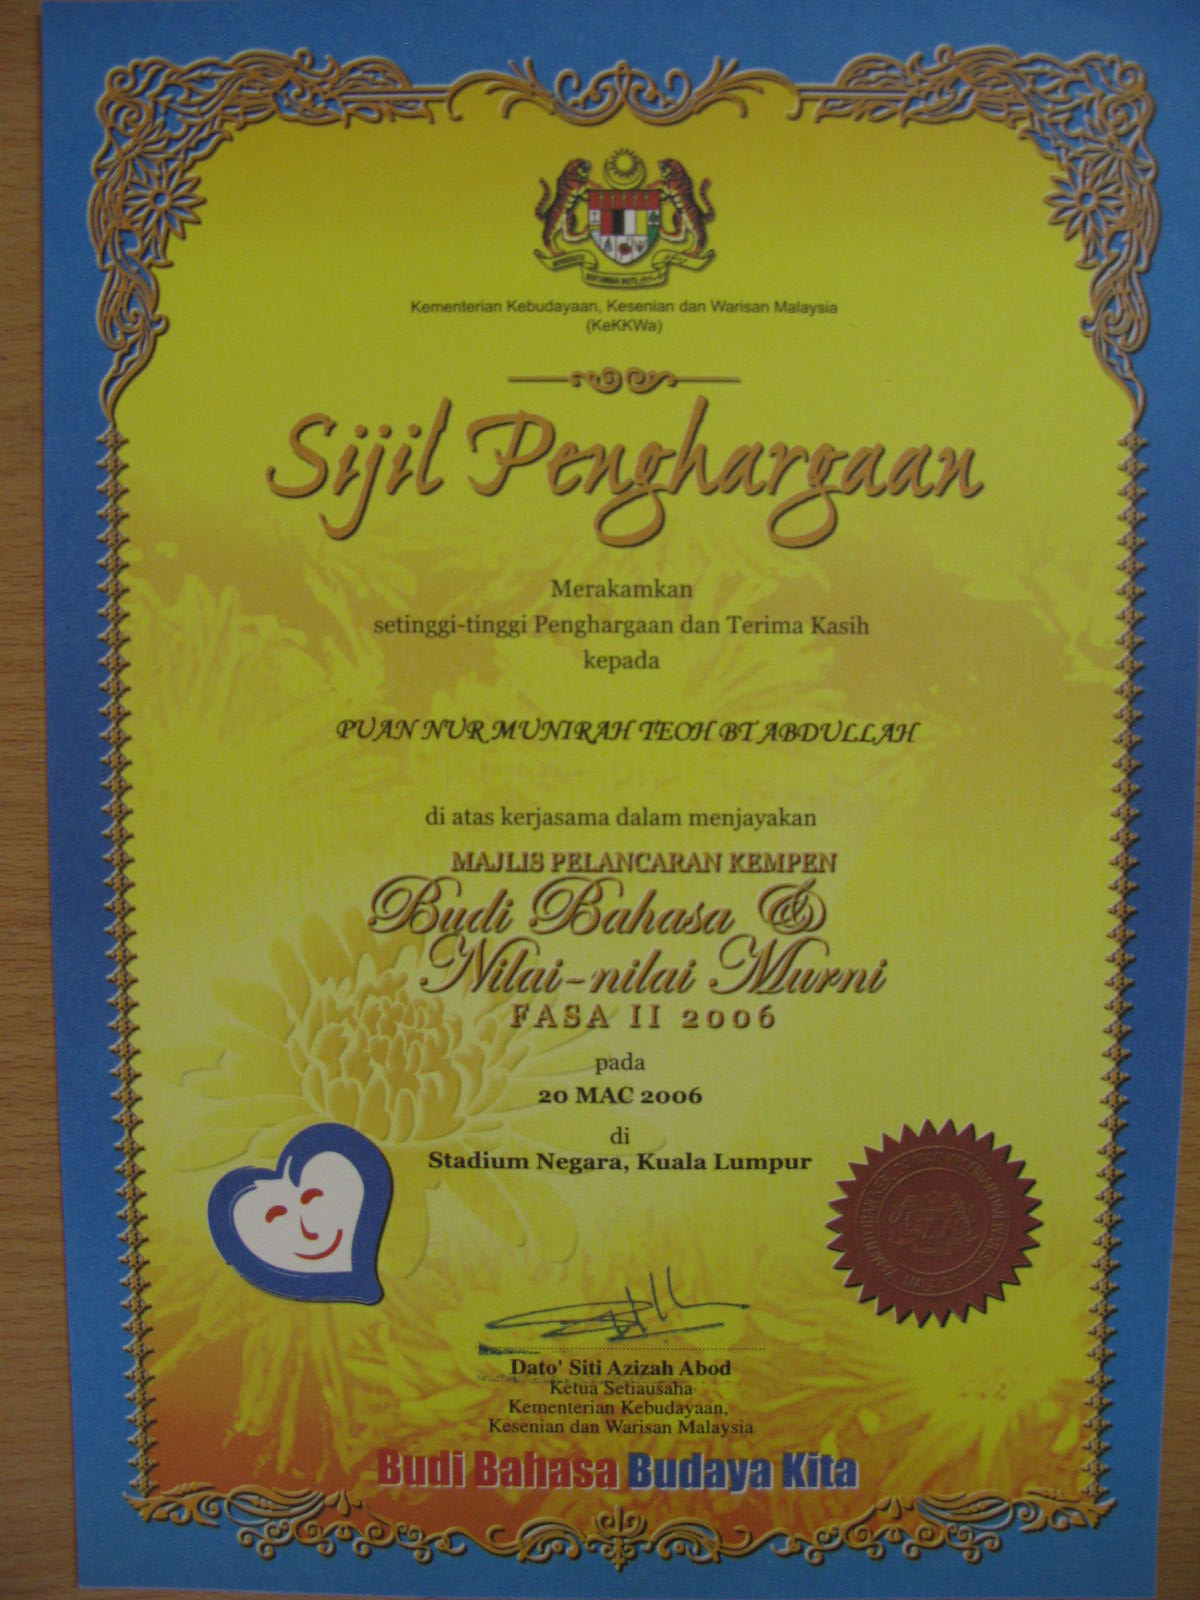 Kementerian Kebudayaan, Kesenian dan Warisan Malaysia
(KeKKWa)
Sijil Penghargaan
Merakamkan
setinggi-tinggi Penghargaan dan Terima Kasih
kepada
PUAN NUR MUNIRAH TEOH BT ABDULLAH
di atas kerjasama dalam menjayakan
MAJLIS PELANCARAN KEMPEN
Budi Bahasa &
Nilai-nilai Murni
FASA II 2006
pada
20 MAC 2006
di
Stadium Negara, Kuala Lumpur
Dato' Siti Azizah Abod
Ketua Setiausaha
Kementerian Kebudayaan,
Kesenian dan Warisan Malaysia
Budi Bahasa Budaya Kita